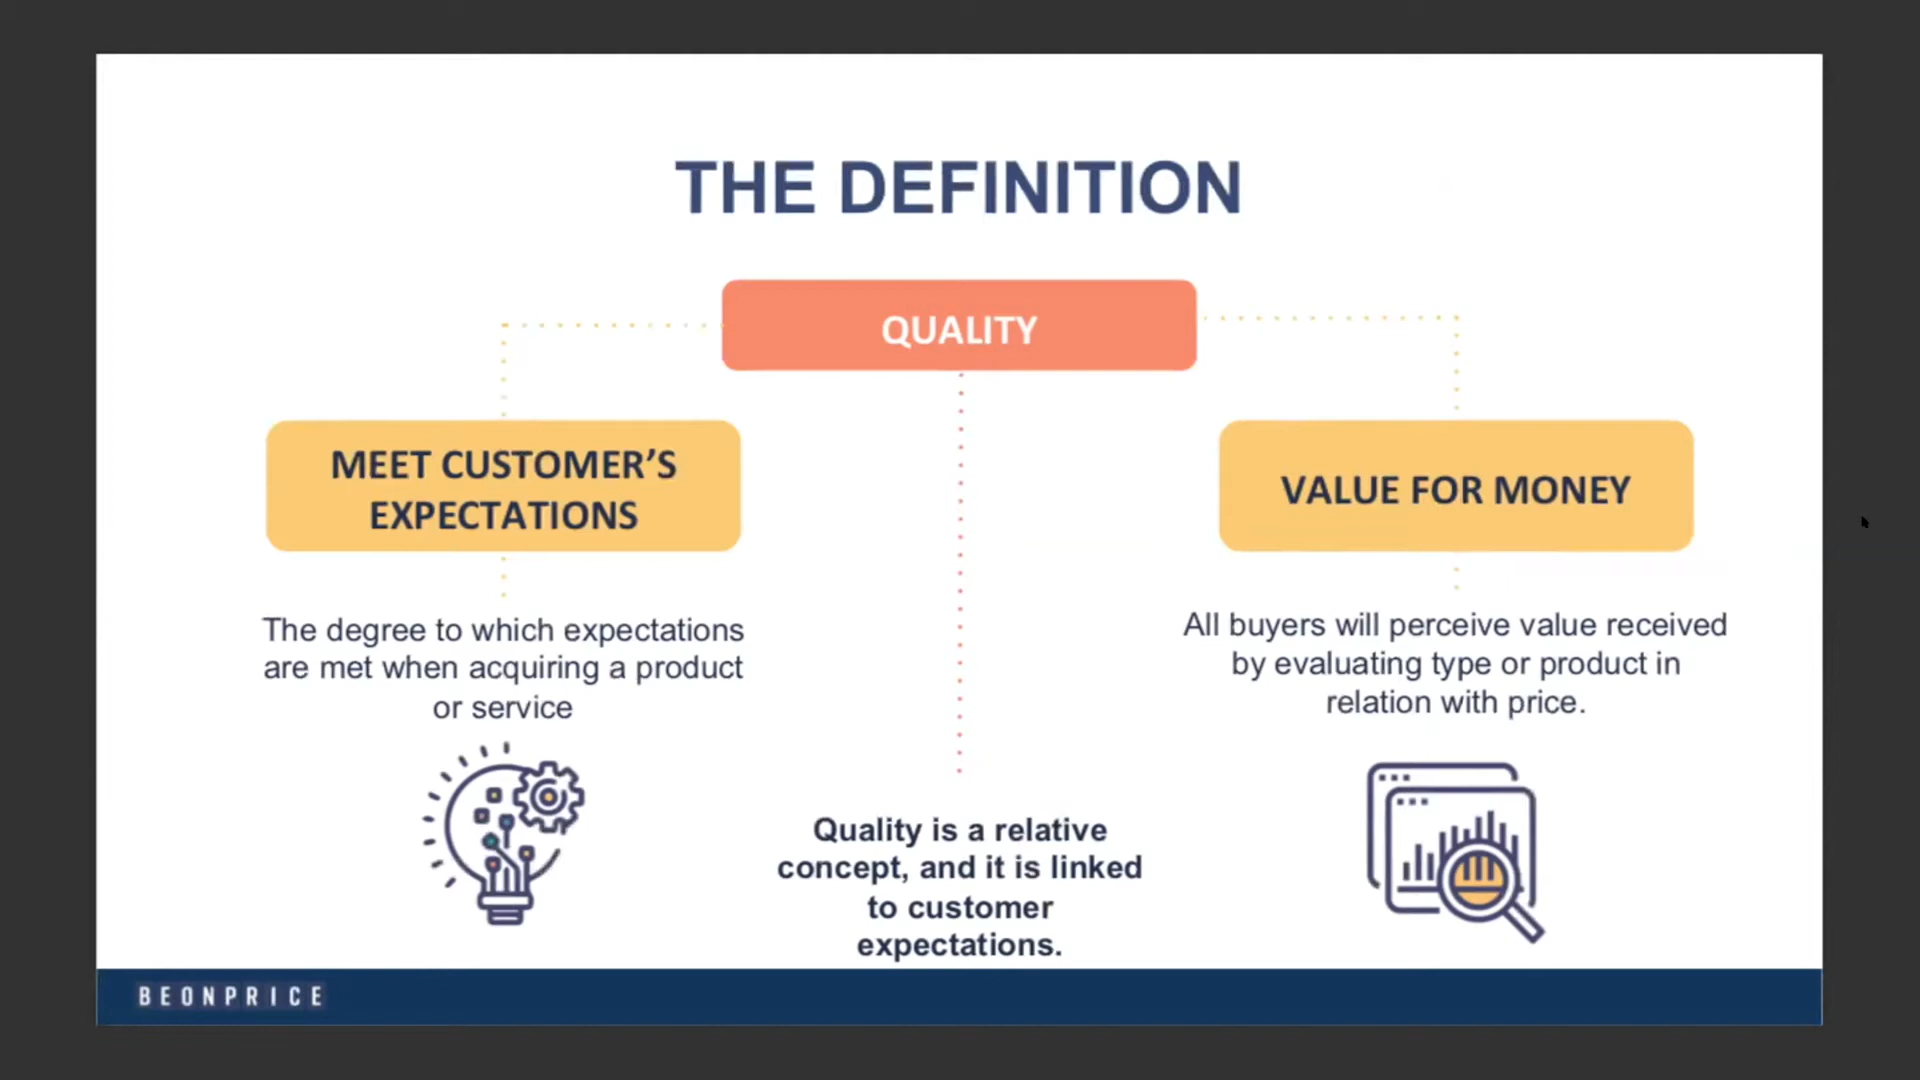 THE DEFINITION
QUALITY
MEET CUSTOMER’S
EXPECTATIONS
The degree to which expectations
are met when acquiring a product
or service
VALUE FOR MONEY
All buyers will perceive value received
by evaluating type or product in
relation with price.
Quality is a relative
concept, and it is linked
to customer
expectations.
BEONPRICE